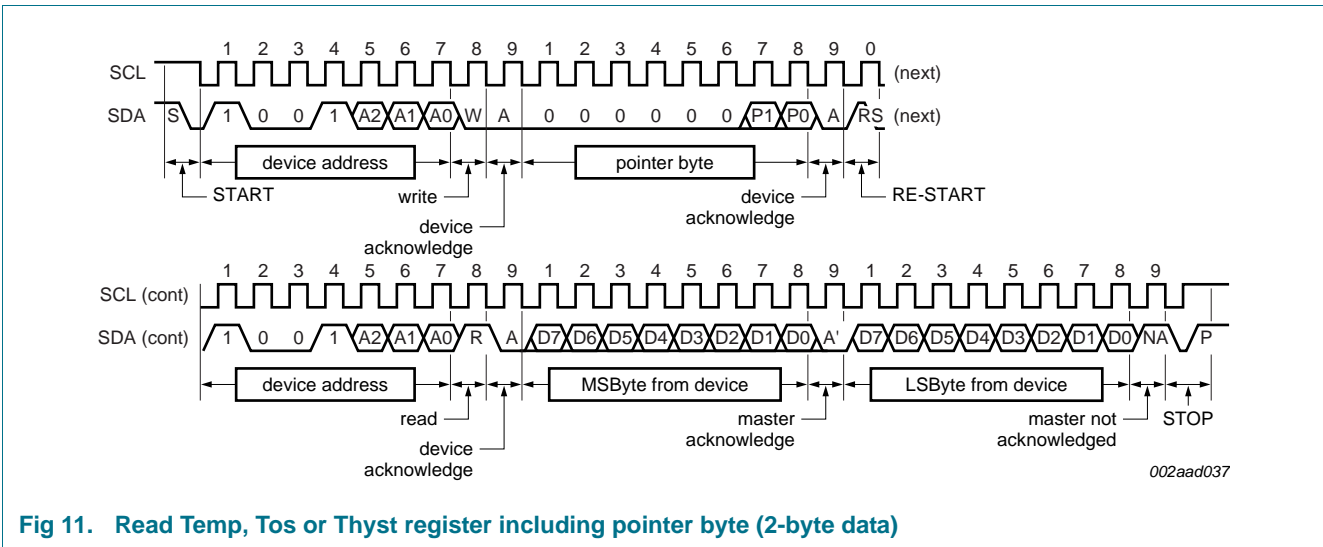 1 2 3 4 5 6 7 8 9 1 2 3 4 5 6 7 8 9 0
SCL (next)
SDA S 1 0 0 1 A2 A1 A0 W A 0 0 0 0 0 0 P1 P0 A RS (next)
device address pointer byte
START write device RE-START
acknowledge
device
acknowledge
1 2 3 4 5 6 7 8 9 1 2 3 4 5 6 7 8 9 1 2 3 4 5 6 7 8 9
SCL (cont)
SDA (cont) 1 0 0 1 A2 A1 A0 R A D7 D6 D5 D4 D3 D2 D1 D0 A' D7 D6 D5 D4 D3 D2 D1 D0 NA P
device address MSByte from device LSByte from device
read master master not STOP
acknowledge acknowledged
device
acknowledge
002aad037
Fig 11. Read Temp, Tos or Thyst register including pointer byte (2-byte data)